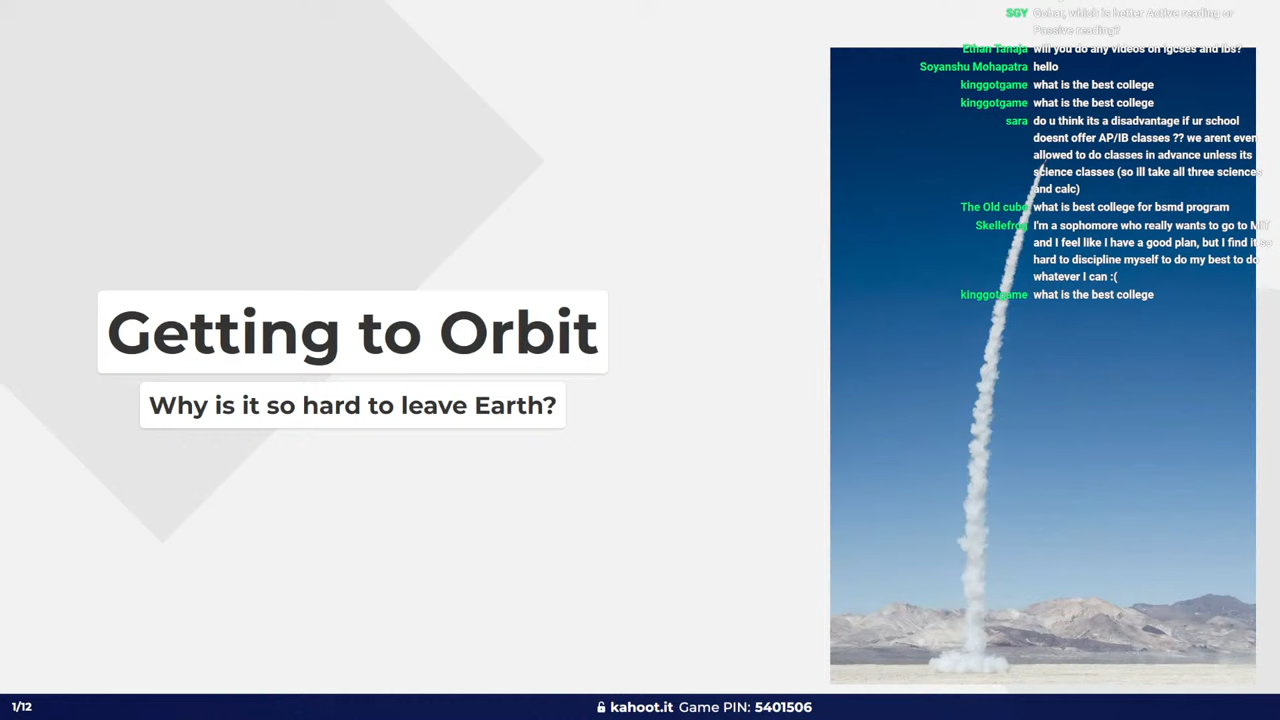 SGY Gohar, which is better Active reading or
Passive reading?
Ethan Tanaja will you do any videos on igcses and ibs?
Soyanshu Mohapatra hello
kinggotgame what is the best college
kinggotgame what is the best college
sara do u think its a disadvantage if ur school
doesnt offer AP/IB classes ?? we arent even
allowed to do classes in advance unless its
science classes (so ill take all three sciences
and calc)
The Old cube what is best college for bsmd program
Skellefrog I'm a sophomore who really wants to go to MIT
and I feel like I have a good plan, but I find it so
hard to discipline myself to do my best to do
whatever I can :(
kinggotgame what is the best college
Getting to Orbit
Why is it so hard to leave Earth?
1/12
kahoot.it Game PIN: 5401506